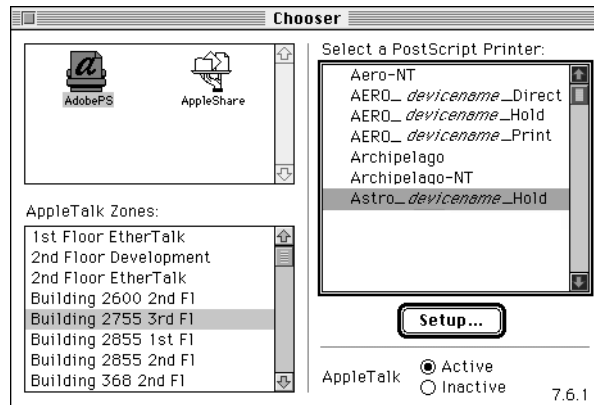 Chooser
AdobePS
AppleShare
AppleTalk Zones:
1st Floor EtherTalk
2nd Floor Development
2nd Floor EtherTalk
Building 2600 2nd Fl
Building 2755 3rd Fl
Building 2855 1st Fl
Building 2855 2nd Fl
Building 368 2nd Fl
Select a PostScript Printer:
Aero-NT
AERO_devicename_Direct
AERO_devicename_Hold
AERO_devicename_Print
Archipelago
Archipelago-NT
Astro_devicename_Hold
Setup...
AppleTalk
Active
Inactive
7.6.1